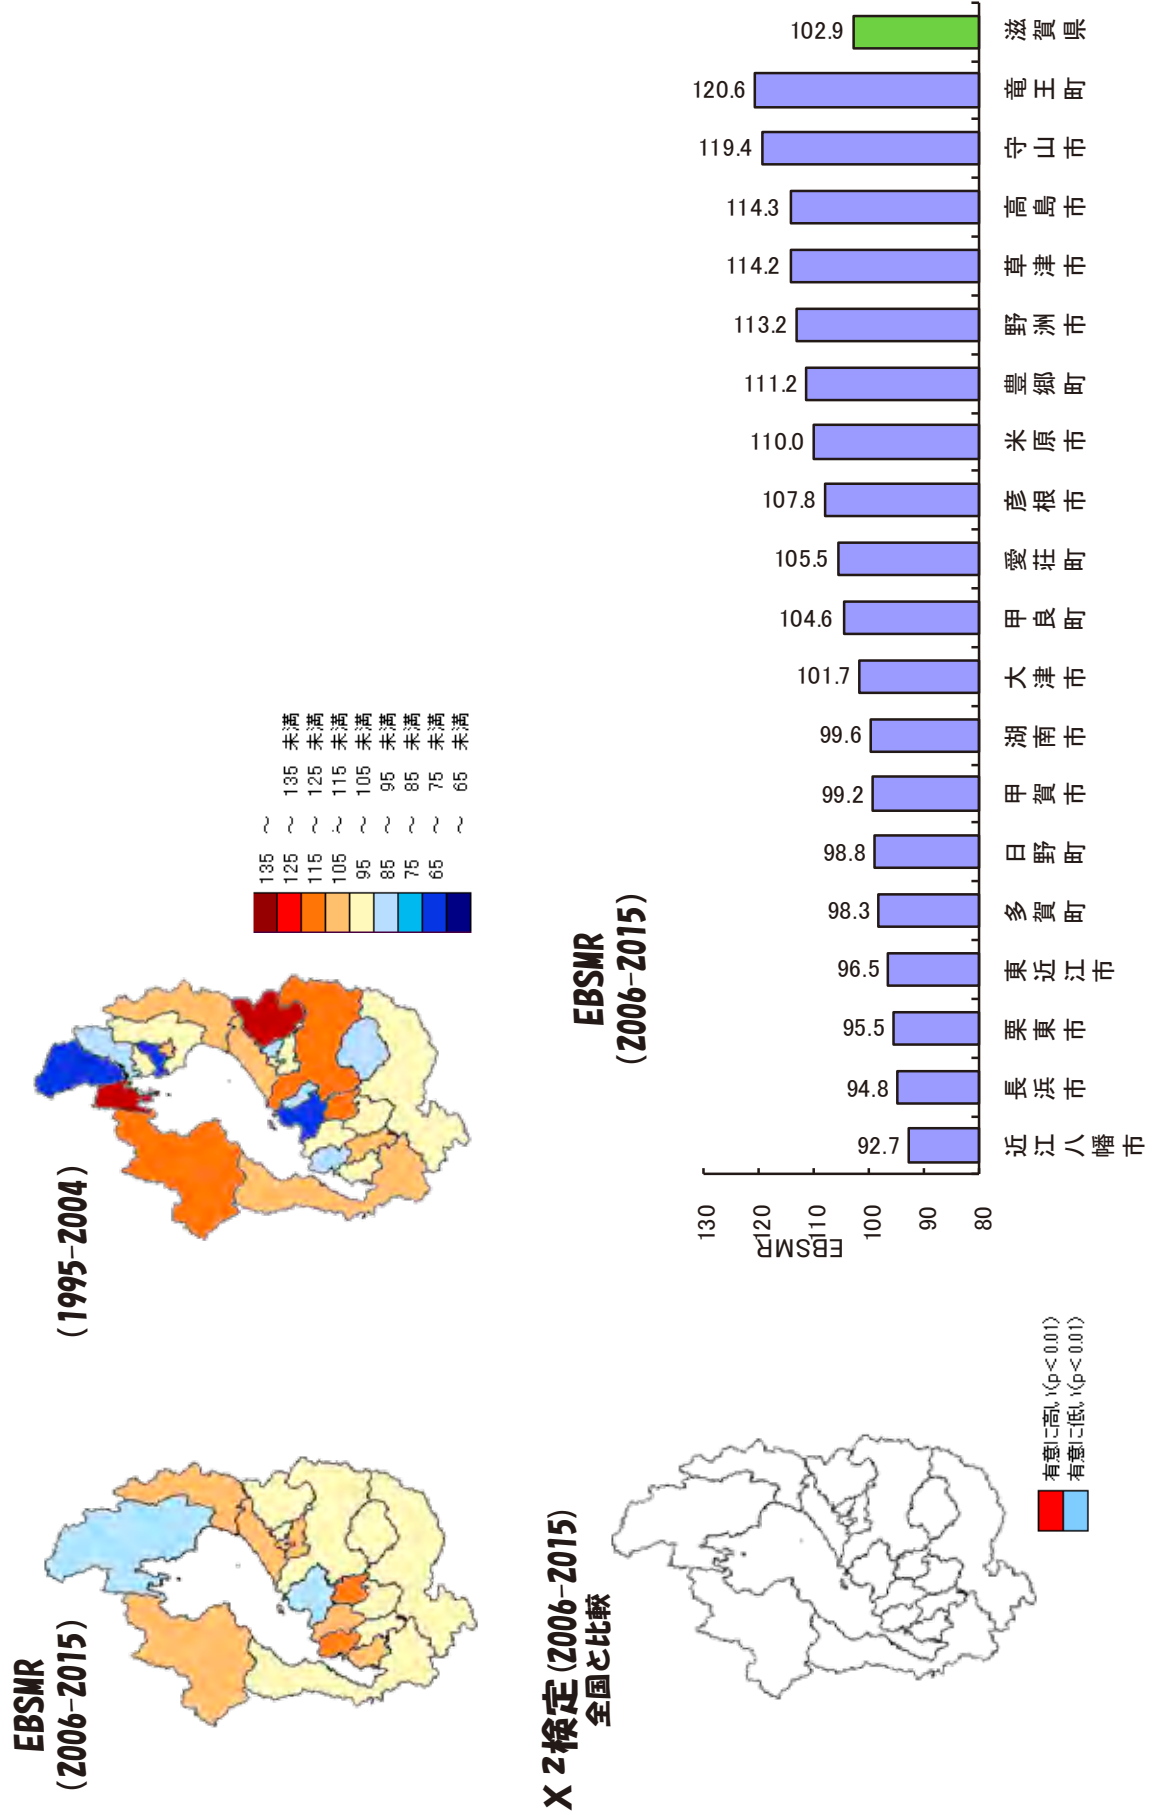 EBSMR
(2006-2015)
(1995-2004)
135 ～
125 ～ 135 未満
115 ～ 125 未満
105 ～ 115 未満
95 ～ 105 未満
85 ～ 95 未満
75 ～ 85 未満
65 ～ 75 未満
～ 65 未満
X²検定(2006-2015)
全国と比較
有意に高い(p<0.01)
有意に低い(p<0.01)
EBSMR
(2006-2015)
EBSMR
130
120
110
100
90
80
92.7
94.8
95.5
96.5
98.3
98.8
99.2
99.6
101.7
104.6
105.5
107.8
110.0
111.2
113.2
114.2
114.3
119.4
120.6
102.9
近江八幡市
長浜市
栗東市
東近江市
多賀町
日野町
甲賀市
湖南市
大津市
甲良町
愛荘町
彦根市
米原市
豊郷町
野洲市
草津市
高島市
守山市
竜王町
滋賀県